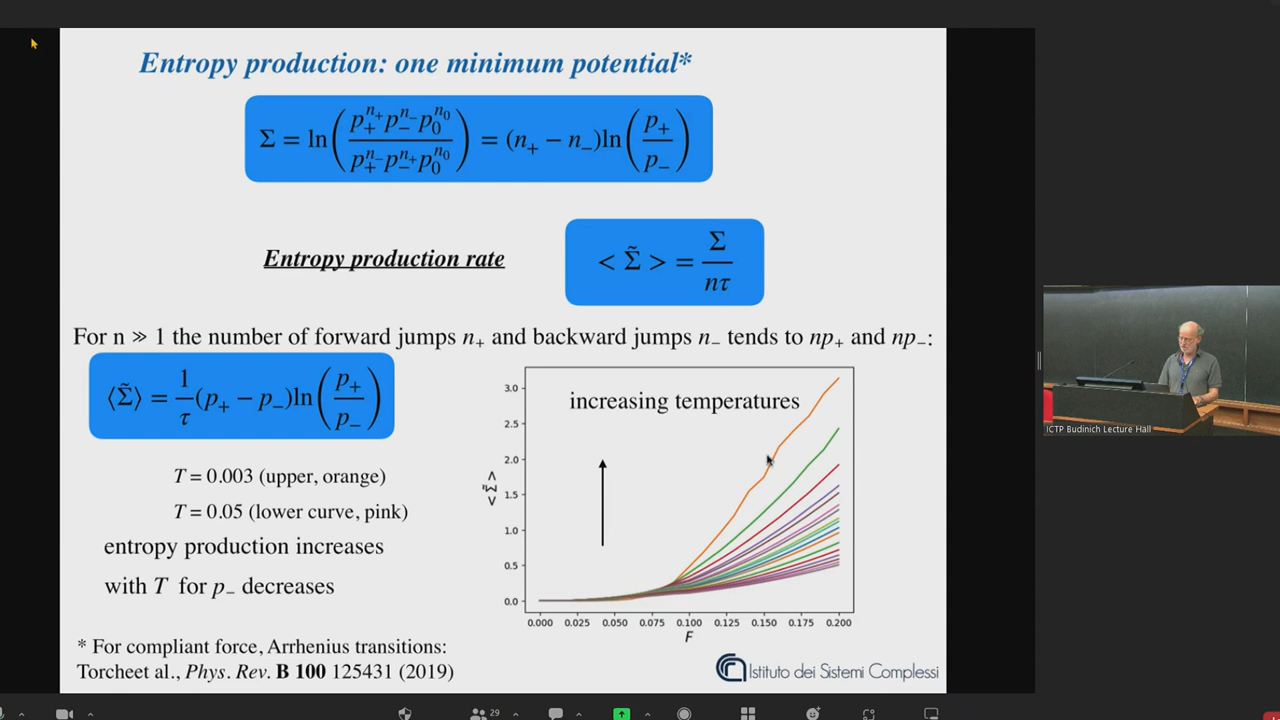 Entropy production: one minimum potential*
Σ = ln(p₊^{n₊} p₋^{n₋} p₀^{n₀} / p₊^{n₋} p₋^{n₊} p₀^{n₀}) = (n₊ − n₋)ln(p₊/p₋)
Entropy production rate
< Σ̃ > = Σ/nτ
For n ≫ 1 the number of forward jumps n₊ and backward jumps n₋ tends to np₊ and np₋:
⟨Σ̃⟩ = 1/τ (p₊ − p₋)ln(p₊/p₋)
increasing temperatures
3.0
2.5
2.0
1.5
1.0
0.5
0.0
< Σ̃ >
0.000 0.025 0.050 0.075 0.100 0.125 0.150 0.175 0.200
F
T = 0.003 (upper, orange)
T = 0.05 (lower curve, pink)
entropy production increases
with T for p₋ decreases
* For compliant force, Arrhenius transitions:
Torcheet al., Phys. Rev. B 100 125431 (2019)
Istituto dei Sistemi Complessi
ICTP Budinich Lecture Hall
29